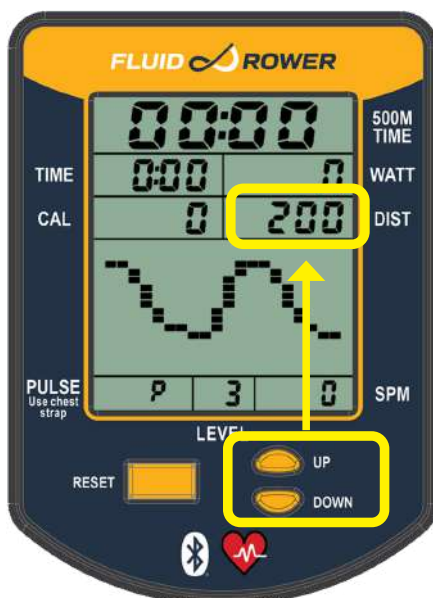 FLUID ROWER
00:00 500M TIME
TIME 0:00 0 WATT
CAL 0 200 DIST
PULSE Use chest strap P 3 0 SPM
LEVEL
UP
RESET
DOWN